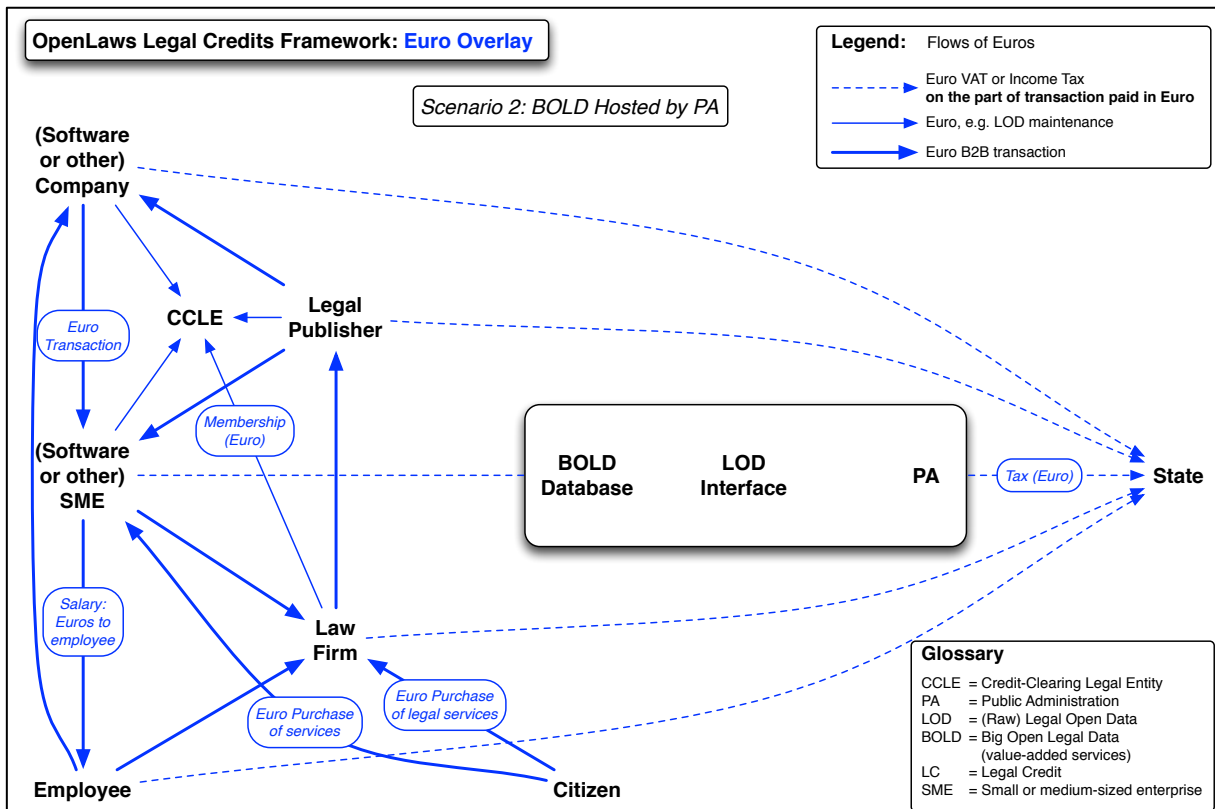 OpenLaws Legal Credits Framework: Euro Overlay
Scenario 2: BOLD Hosted by PA
Legend: Flows of Euros
Euro VAT or Income Tax
on the part of transaction paid in Euro
Euro, e.g. LOD maintenance
Euro B2B transaction
(Software
or other)
Company
CCLE
Legal
Publisher
Euro
Transaction
Membership
(Euro)
(Software
or other)
SME
BOLD
Database
LOD
Interface
PA
Tax (Euro)
State
Salary:
Euros to
employee
Law
Firm
Euro Purchase
of services
Euro Purchase
of legal services
Employee
Citizen
Glossary
CCLE = Credit-Clearing Legal Entity
PA = Public Administration
LOD = (Raw) Legal Open Data
BOLD = Big Open Legal Data
(value-added services)
LC = Legal Credit
SME = Small or medium-sized enterprise